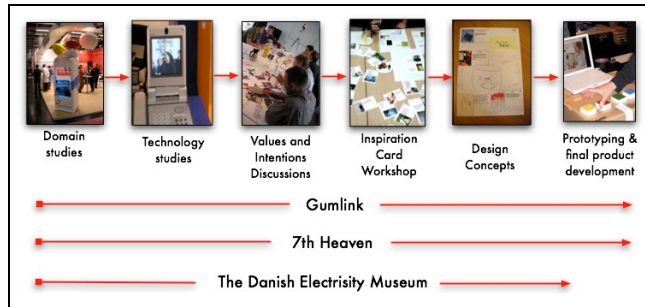 Domain
studies
Technology
studies
Values and
Intentions
Discussions
Inspiration
Card
Workshop
Design
Concepts
Prototyping &
final product
development
Gumlink
7th Heaven
The Danish Electrisity Museum